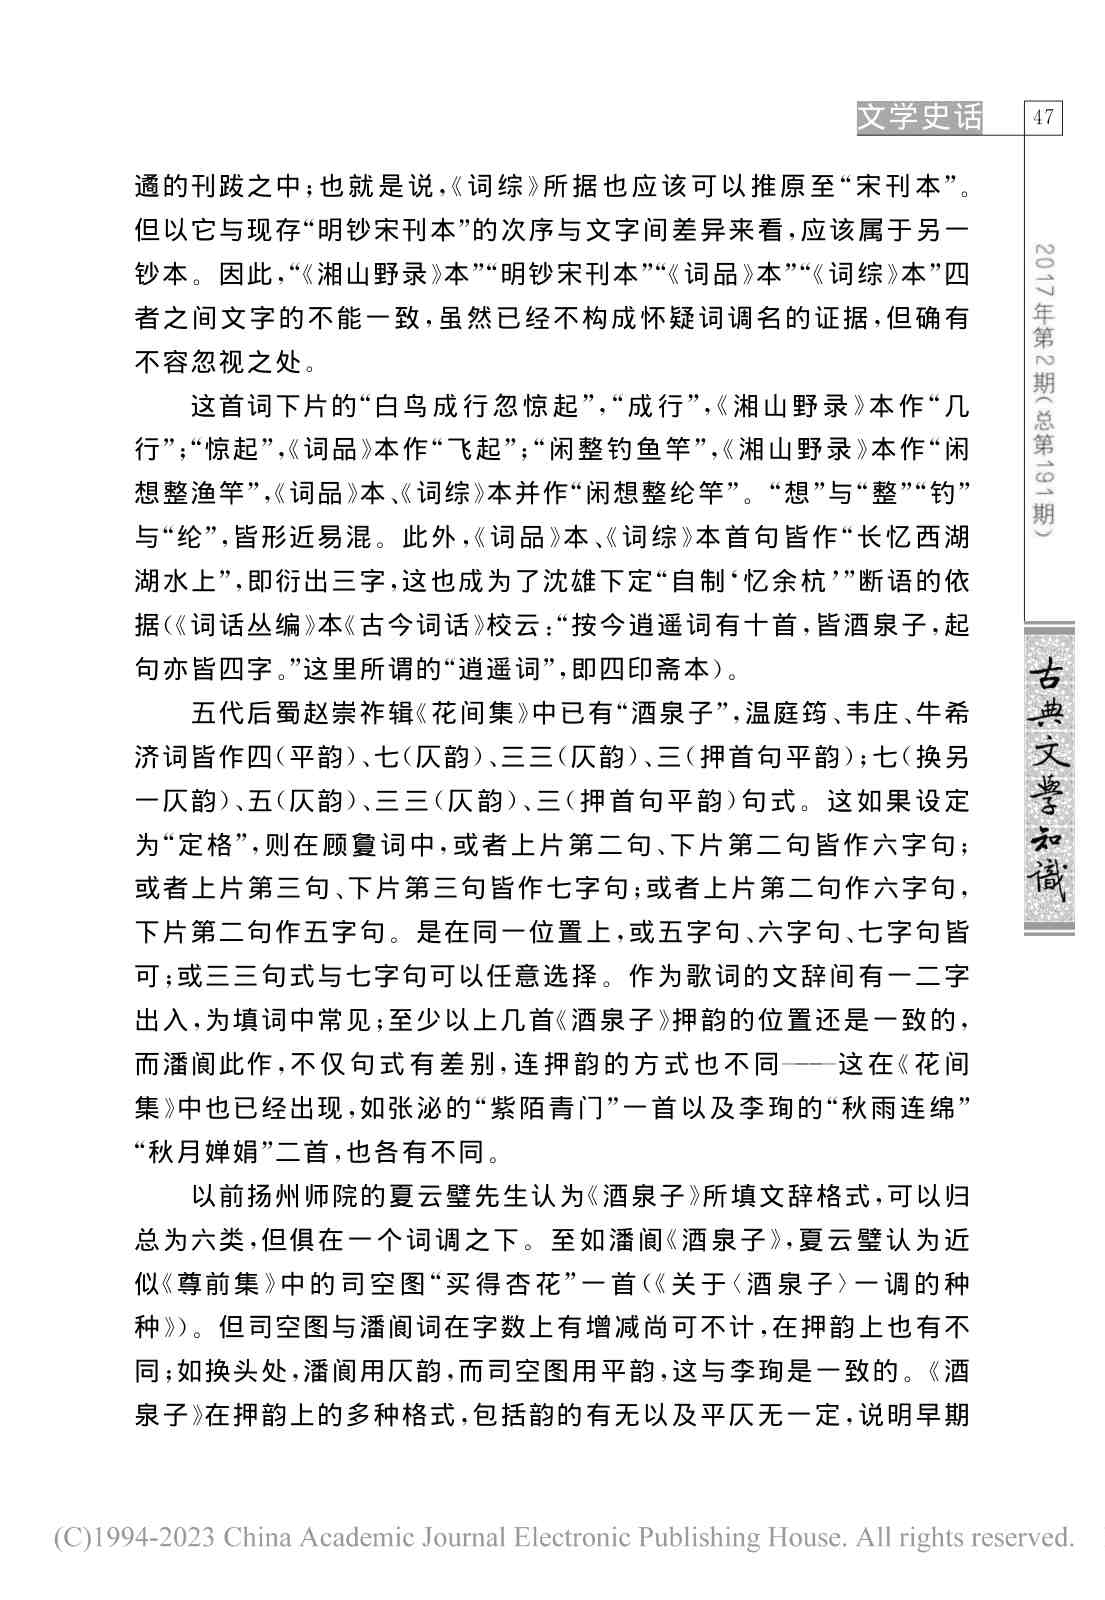 文学史话
47
遹的刊跋之中;也就是说,《词综》所据也应该可以推原至“宋刊本”。
但以它与现存“明钞宋刊本”的次序与文字间差异来看,应该属于另一
钞本。因此,“《湘山野录》本”“明钞宋刊本”“《词品》本”“《词综》本”四
者之间文字的不能一致,虽然已经不构成怀疑词调名的证据,但确有
不容忽视之处。
这首词下片的“白鸟成行忽惊起”,“成行”,《湘山野录》本作“几
行”;“惊起”,《词品》本作“飞起”;“闲整钓鱼竿”,《湘山野录》本作“闲
想整渔竿”,《词品》本、《词综》本并作“闲想整纶竿”。“想”与“整”“钓”
与“纶”,皆形近易混。此外,《词品》本、《词综》本首句皆作“长忆西湖
湖水上”,即衍出三字,这也成为了沈雄下定“自制‘忆余杭’”断语的依
据(《词话丛编》本《古今词话》校云:“按今逍遥词有十首,皆酒泉子,起
句亦皆四字。”这里所谓的“逍遥词”,即四印斋本)。
五代后蜀赵崇祚辑《花间集》中已有“酒泉子”,温庭筠、韦庄、牛希
济词皆作四(平韵)、七(仄韵)、三三(仄韵)、三(押首句平韵);七(换另
一仄韵)、五(仄韵)、三三(仄韵)、三(押首句平韵)句式。这如果设定
为“定格”,则在顾敻词中,或者上片第二句、下片第二句皆作六字句;
或者上片第三句、下片第三句皆作七字句;或者上片第二句作六字句,
下片第二句作五字句。是在同一位置上,或五字句、六字句、七字句皆
可;或三三句式与七字句可以任意选择。作为歌词的文辞间有一二字
出入,为填词中常见;至少以上几首《酒泉子》押韵的位置还是一致的,
而潘阆此作,不仅句式有差别,连押韵的方式也不同——这在《花间
集》中也已经出现,如张泌的“紫陌青门”一首以及李珣的“秋雨连绵”
“秋月婵娟”二首,也各有不同。
以前扬州师院的夏云璧先生认为《酒泉子》所填文辞格式,可以归
总为六类,但俱在一个词调之下。至如潘阆《酒泉子》,夏云璧认为近
似《尊前集》中的司空图“买得杏花”一首(《关于〈酒泉子〉一调的种
种》)。但司空图与潘阆词在字数上有增减尚可不计,在押韵上也有不
同;如换头处,潘阆用仄韵,而司空图用平韵,这与李珣是一致的。《酒
泉子》在押韵上的多种格式,包括韵的有无以及平仄无一定,说明早期
2017年第2期(总第191期)
古典文学知识
(C)1994-2023 China Academic Journal Electronic Publishing House. All rights reserved.